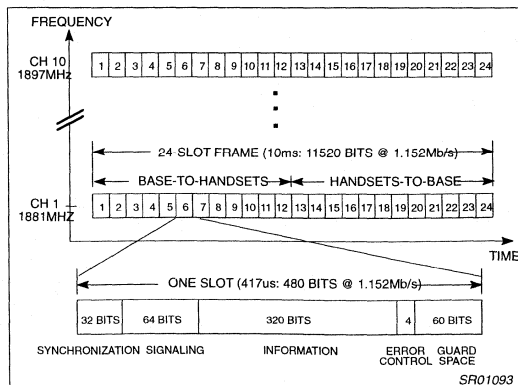 FREQUENCY
CH 10
1897MHz
1 2 3 4 5 6 7 8 9 10 11 12 13 14 15 16 17 18 19 20 21 22 23 24
24 SLOT FRAME (10ms: 11520 BITS @ 1.152Mb/s)
BASE-TO-HANDSETS
HANDSETS-TO-BASE
CH 1
1881MHZ
1 2 3 4 5 6 7 8 9 10 11 12 13 14 15 16 17 18 19 20 21 22 23 24
TIME
ONE SLOT (417us: 480 BITS @ 1.152Mb/s)
32 BITS 64 BITS 320 BITS 4 60 BITS
SYNCHRONIZATION SIGNALING INFORMATION ERROR GUARD
CONTROL SPACE
SR01093